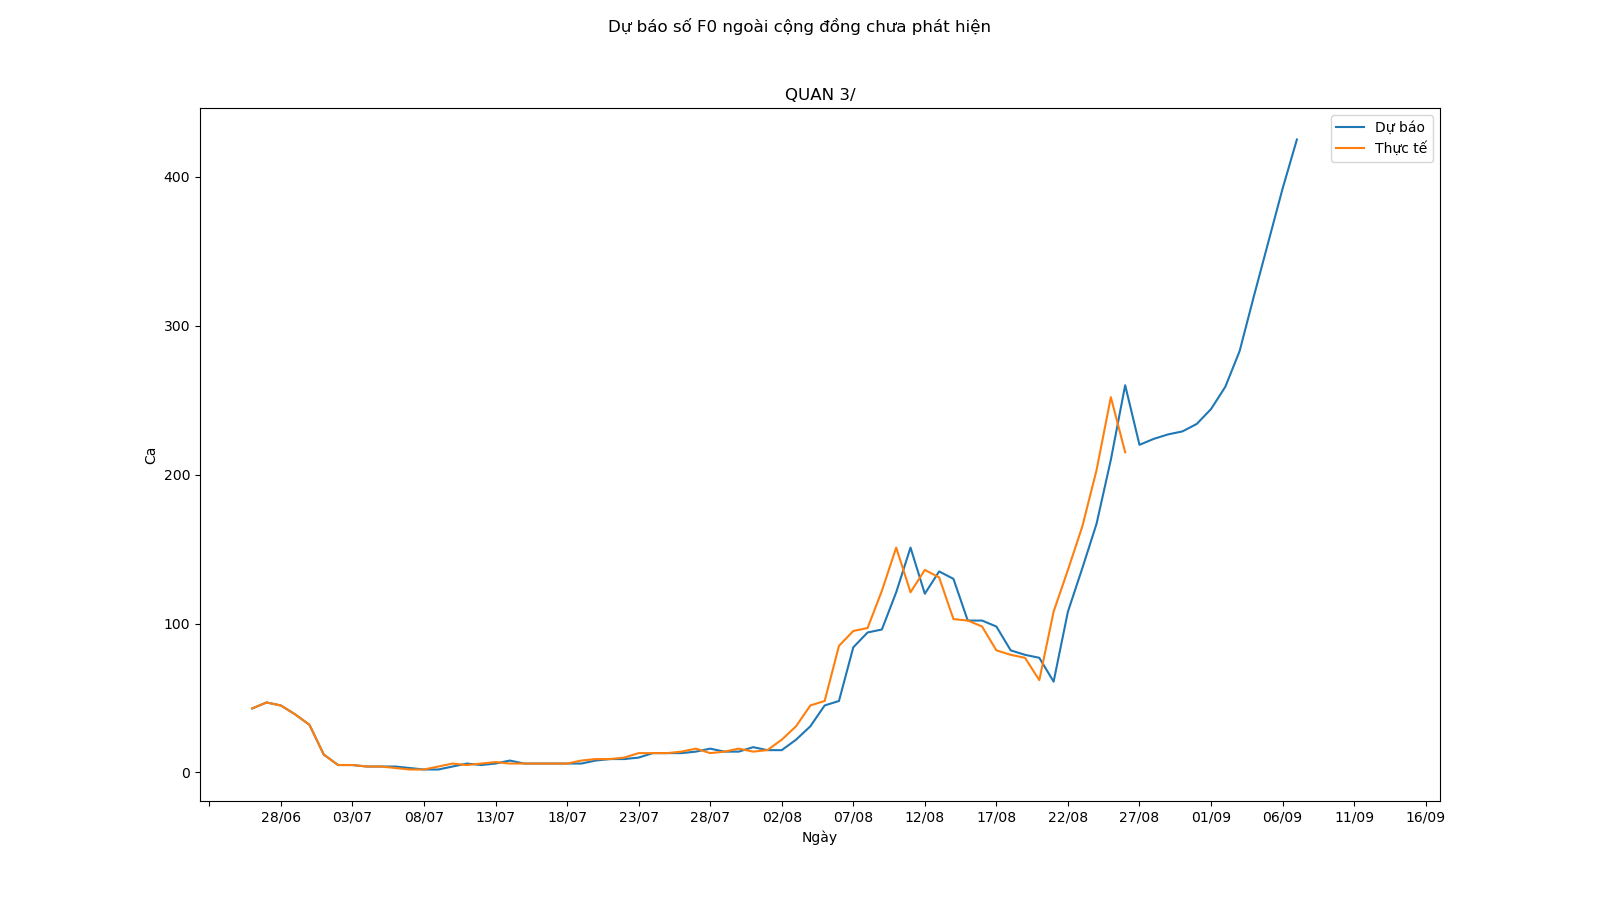 Dự báo số F0 ngoài cộng đồng chưa phát hiện
QUAN 3/
Dự báo
Thực tế
400
300
200
100
0
Ca
28/06 03/07 08/07 13/07 18/07 23/07 28/07 02/08 07/08 12/08 17/08 22/08 27/08 01/09 06/09 11/09 16/09
Ngày